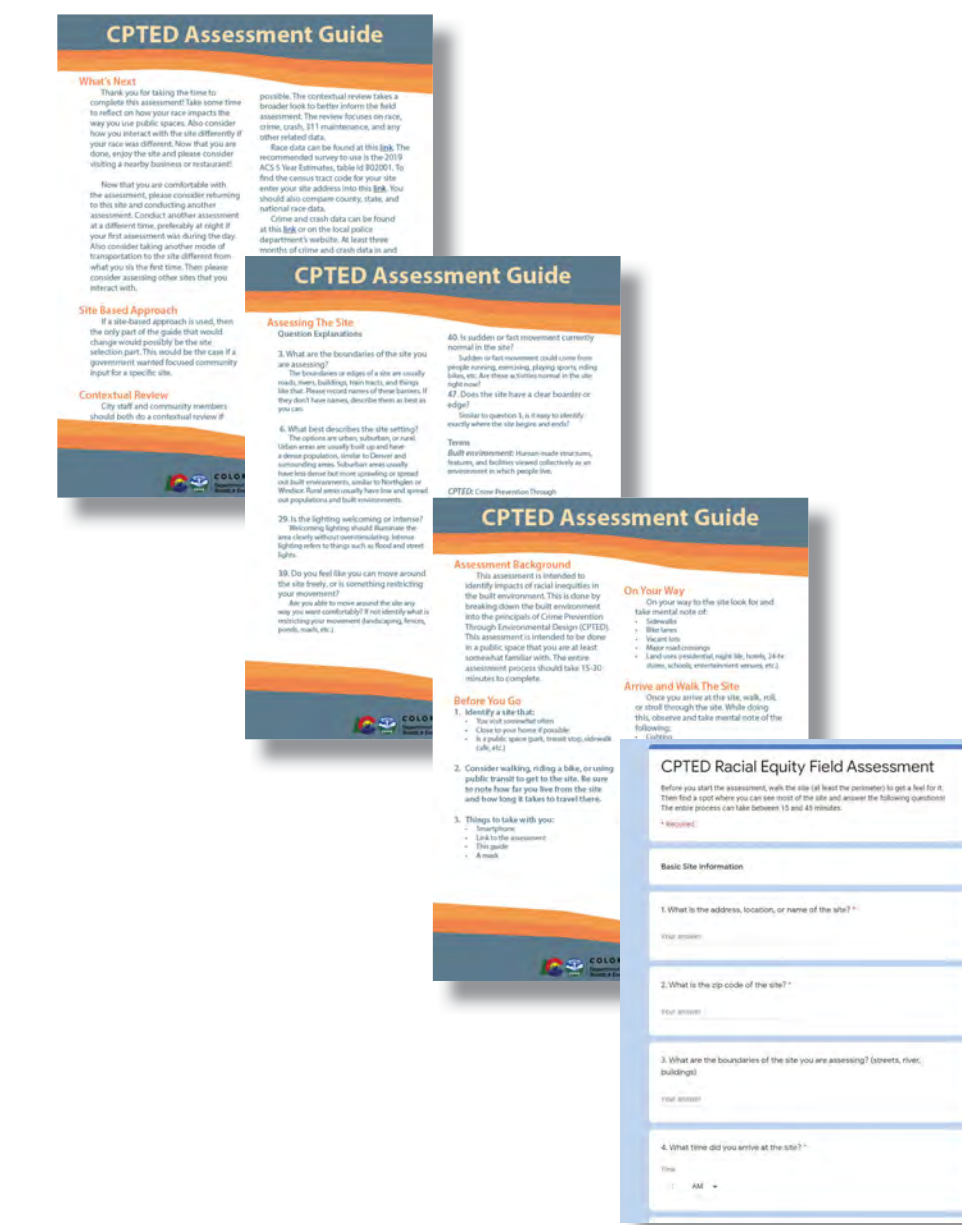 CPTED Assessment Guide
What's Next
Thank you for taking the time to
complete this assessment! Take some time
to reflect on how your race impacts the
way you use public spaces. Also consider
how you interact with the site differently if
your race was different. Now that you are
done, enjoy the site and please consider
visiting a nearby business or restaurant!
Now that you are comfortable with
the assessment, please consider returning
to this site and conducting another
assessment. Conduct another assessment
at a different time, preferably at night if
your first assessment was during the day.
Also consider taking another mode of
transportation to the site different from
what you sis the first time. Then please
consider assessing other sites that you
interact with.
Site Based Approach
If a site-based approach is used, then
the only part of the guide that would
change would possibly be the site
selection part. This would be the case if a
government wanted focused community
input for a specific site.
Contextual Review
City staff and community members
should both do a contextual review if
possible. The contextual review takes a
broader look to better inform the field
assessment. The review focuses on race,
crime, crash, 311 maintenance, and any
other related data.
Race data can be found at this link. The
recommended survey to use is the 2019
ACS 5 Year Estimates, table id B02001. To
find the census tract code for your site
enter your site address into this link. You
should also compare county, state, and
national race data.
Crime and crash data can be found
at this link or on the local police
department's website. At least three
months of crime and crash data in and
COLO
CPTED Assessment Guide
Assessing The Site
Question Explanations
3. What are the boundaries of the site you
are assessing?
The boundaries or edges of a site are usually
roads, rivers, buildings, train tracts, and things
like that. Please record names of these barriers. If
they don't have names, describe them as best as
you can.
6. What best describes the site setting?
The options are urban, suburban, or rural.
Urban areas are usually built up and have
a dense population, similar to Denver and
surrounding areas. Suburban areas usually
have less dense but more sprawling or spread
out built environments, similar to Northglen or
Windsor. Rural areas usually have low and spread
out populations and built environments.
29. Is the lighting welcoming or intense?
Welcoming lighting should illuminate the
area clearly without overstimulating. Intense
lighting refers to things such as flood and street
lights.
39. Do you feel like you can move around
the site freely, or is something restricting
your movement?
Are you able to move around the site any
way you want comfortably? If not identify what is
restricting your movement (landscaping, fences,
ponds, roads, etc.)
40. Is sudden or fast movement currently
normal in the site?
Sudden or fast movement could come from
people running, exercising, playing sports, riding
bikes, etc. Are these activities normal in the site
right now?
47. Does the site have a clear boarder or
edge?
Similar to question 3, is it easy to identify
exactly where the site begins and ends?
Terms
Built environment: Human-made structures,
features, and facilities viewed collectively as an
environment in which people live.
CPTED: Crime Prevention Through
COLO
CPTED Assessment Guide
Assessment Background
This assessment is intended to
identify impacts of racial inequities in
the built environment. This is done by
breaking down the built environment
into the principals of Crime Prevention
Through Environmental Design (CPTED).
This assessment is intended to be done
in a public space that you are at least
somewhat familiar with. The entire
assessment process should take 15-30
minutes to complete.
Before You Go
1. Identify a site that:
• You visit somewhat often
• Close to your home if possible
• Is a public space (park, transit stop, sidewalk
cafe, etc.)
2. Consider walking, riding a bike, or using
public transit to get to the site. Be sure
to note how far you live from the site
and how long it takes to travel there.
3. Things to take with you:
• Smartphone
• Link to the assessment
• This guide
• A mask
On Your Way
On your way to the site look for and
take mental note of:
• Sidewalks
• Bike lanes
• Vacant lots
• Major road crossings
• Land uses (residential, night life, hotels, 24-hr
stores, schools, entertainment venues, etc.)
Arrive and Walk The Site
Once you arrive at the site, walk, roll,
or stroll through the site. While doing
this, observe and take mental note of the
following:
• Lighting
COLO
CPTED Racial Equity Field Assessment
Before you start the assessment, walk the site (at least the perimeter) to get a feel for it.
Then find a spot where you can see most of the site and answer the following questions!
The entire process can take between 15 and 45 minutes.
* Required
Basic Site Information
1. What is the address, location, or name of the site? *
Your answer
2. What is the zip code of the site? *
Your answer
3. What are the boundaries of the site you are assessing? (streets, river,
buildings)
Your answer
4. What time did you arrive at the site? *
Time
: AM